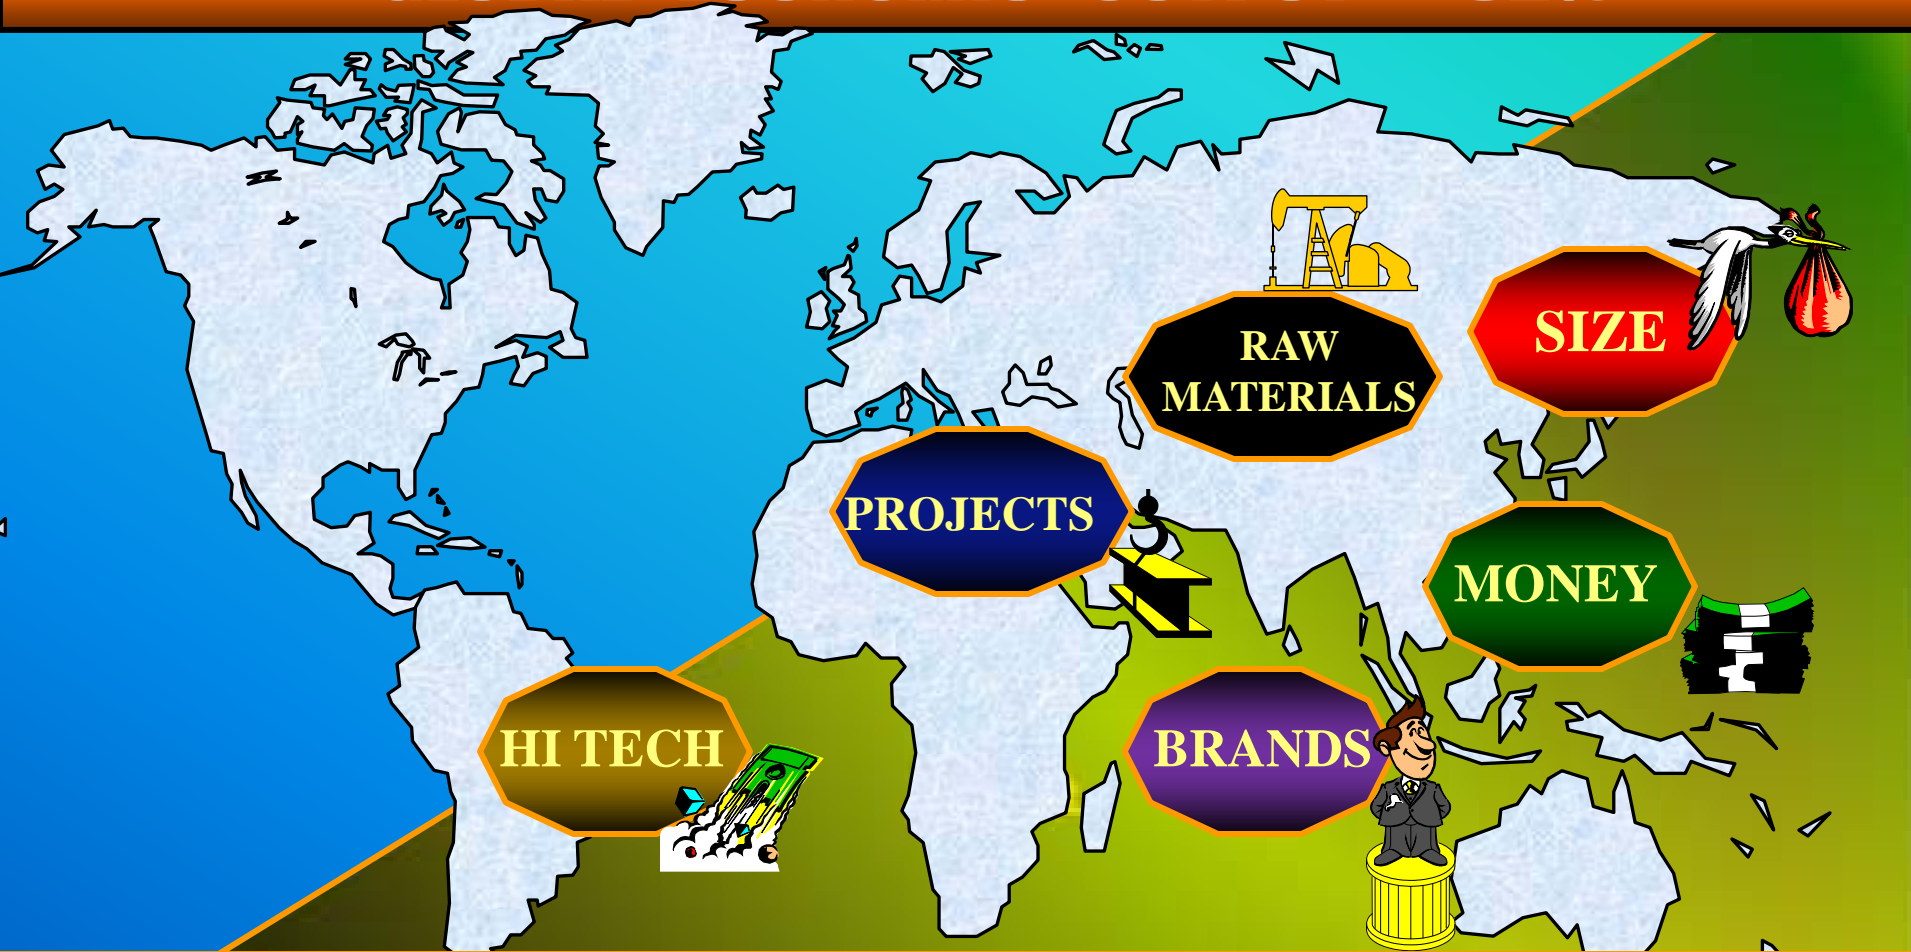 RAW
MATERIALS
SIZE
PROJECTS
MONEY
HI TECH
BRANDS